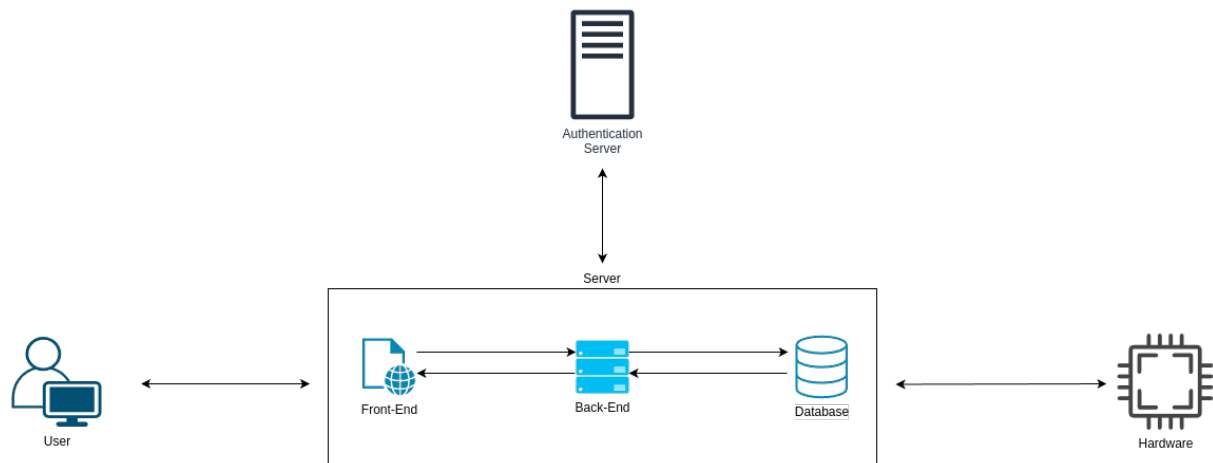 Authentication
Server
Server
Front-End
Back-End
Database
User
Hardware